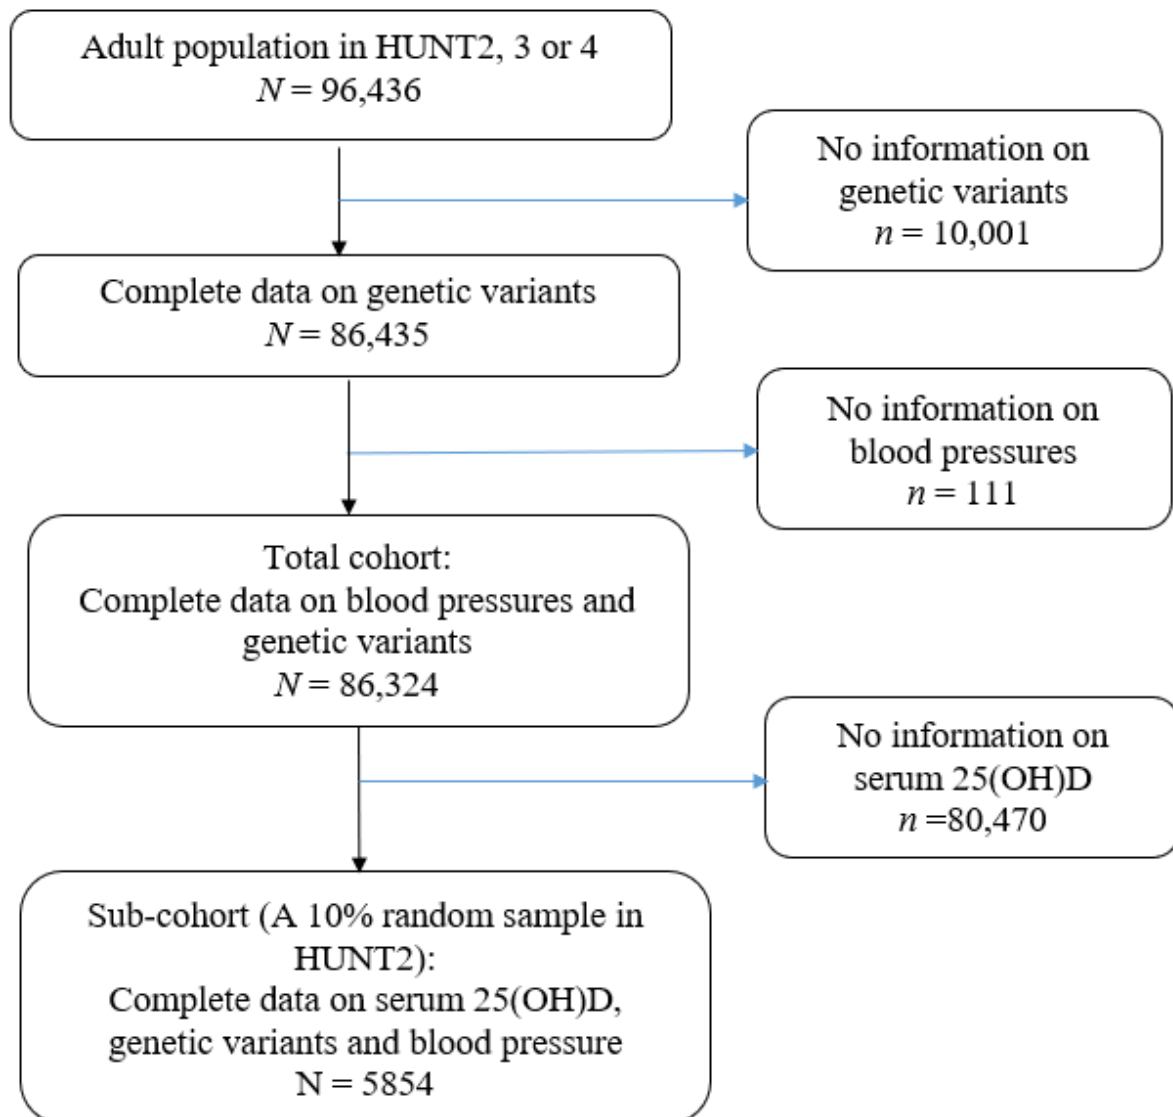 Adult population in HUNT2, 3 or 4
N = 96,436
No information on
genetic variants
n = 10,001
Complete data on genetic variants
N = 86,435
No information on
blood pressures
n = 111
Total cohort:
Complete data on blood pressures and
genetic variants
N = 86,324
No information on
serum 25(OH)D
n =80,470
Sub-cohort (A 10% random sample in
HUNT2):
Complete data on serum 25(OH)D,
genetic variants and blood pressure
N = 5854